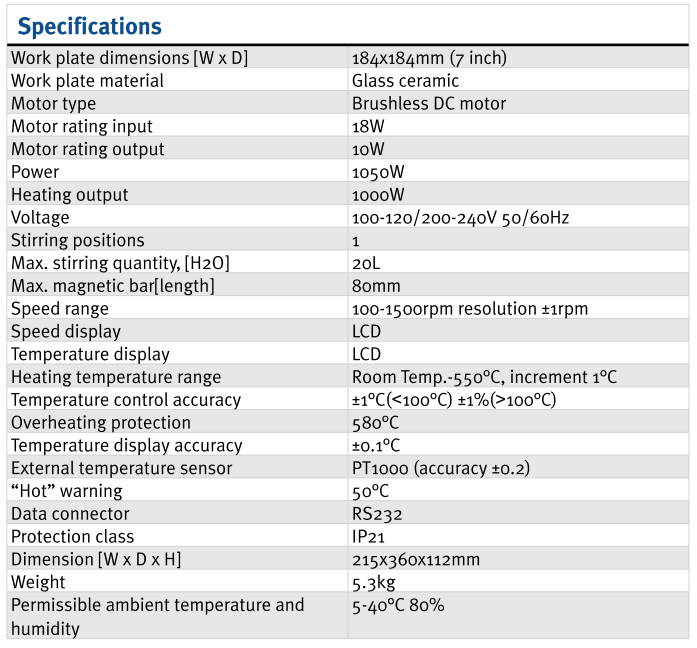 Specifications
Work plate dimensions [W x D] 184x184mm (7 inch)
Work plate material Glass ceramic
Motor type Brushless DC motor
Motor rating input 18W
Motor rating output 10W
Power 1050W
Heating output 1000W
Voltage 100-120/200-240V 50/60Hz
Stirring positions 1
Max. stirring quantity, [H2O] 20L
Max. magnetic bar[length] 80mm
Speed range 100-1500rpm resolution ±1rpm
Speed display LCD
Temperature display LCD
Heating temperature range Room Temp.-550°C, increment 1°C
Temperature control accuracy ±1°C(<100°C) ±1%(>100°C)
Overheating protection 580°C
Temperature display accuracy ±0.1°C
External temperature sensor PT1000 (accuracy ±0.2)
“Hot” warning 50°C
Data connector RS232
Protection class IP21
Dimension [W x D x H] 215x360x112mm
Weight 5.3kg
Permissible ambient temperature and 5-40°C 80%
humidity